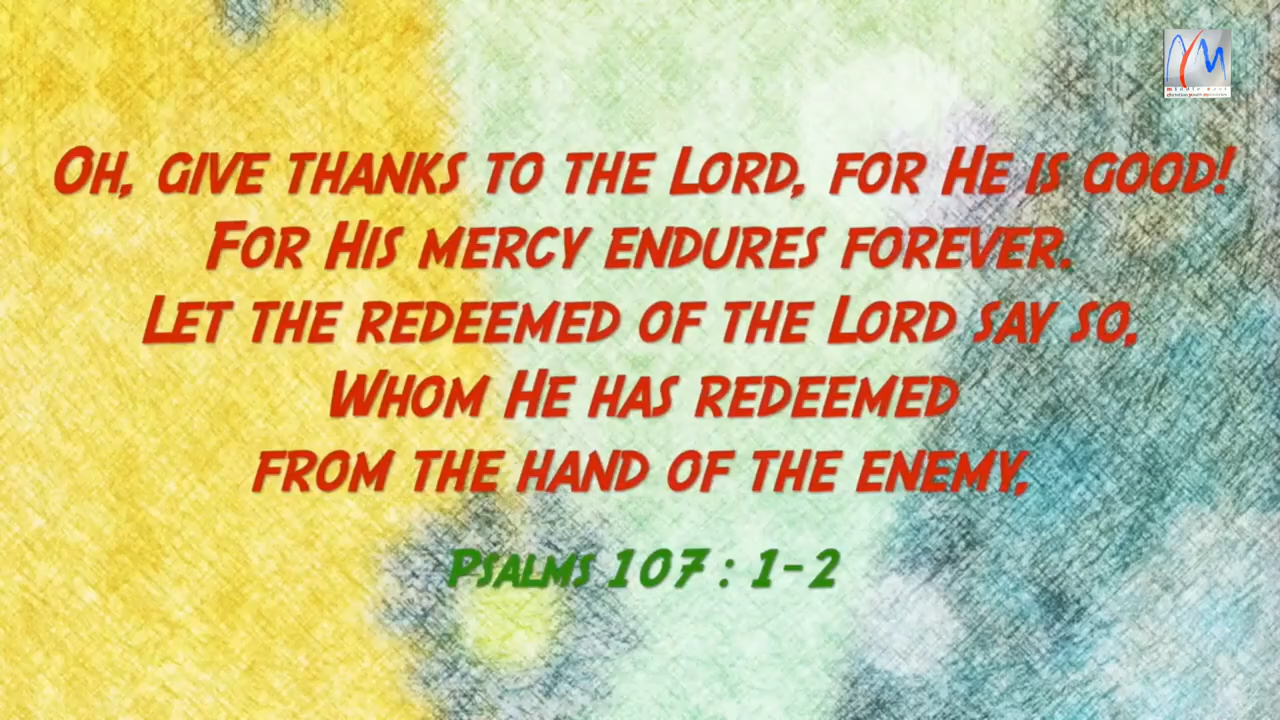 Oh, give thanks to the Lord, for He is good!
For His mercy endures forever.
Let the redeemed of the Lord say so,
Whom He has redeemed
from the hand of the enemy,
Psalms 107 : 1-2